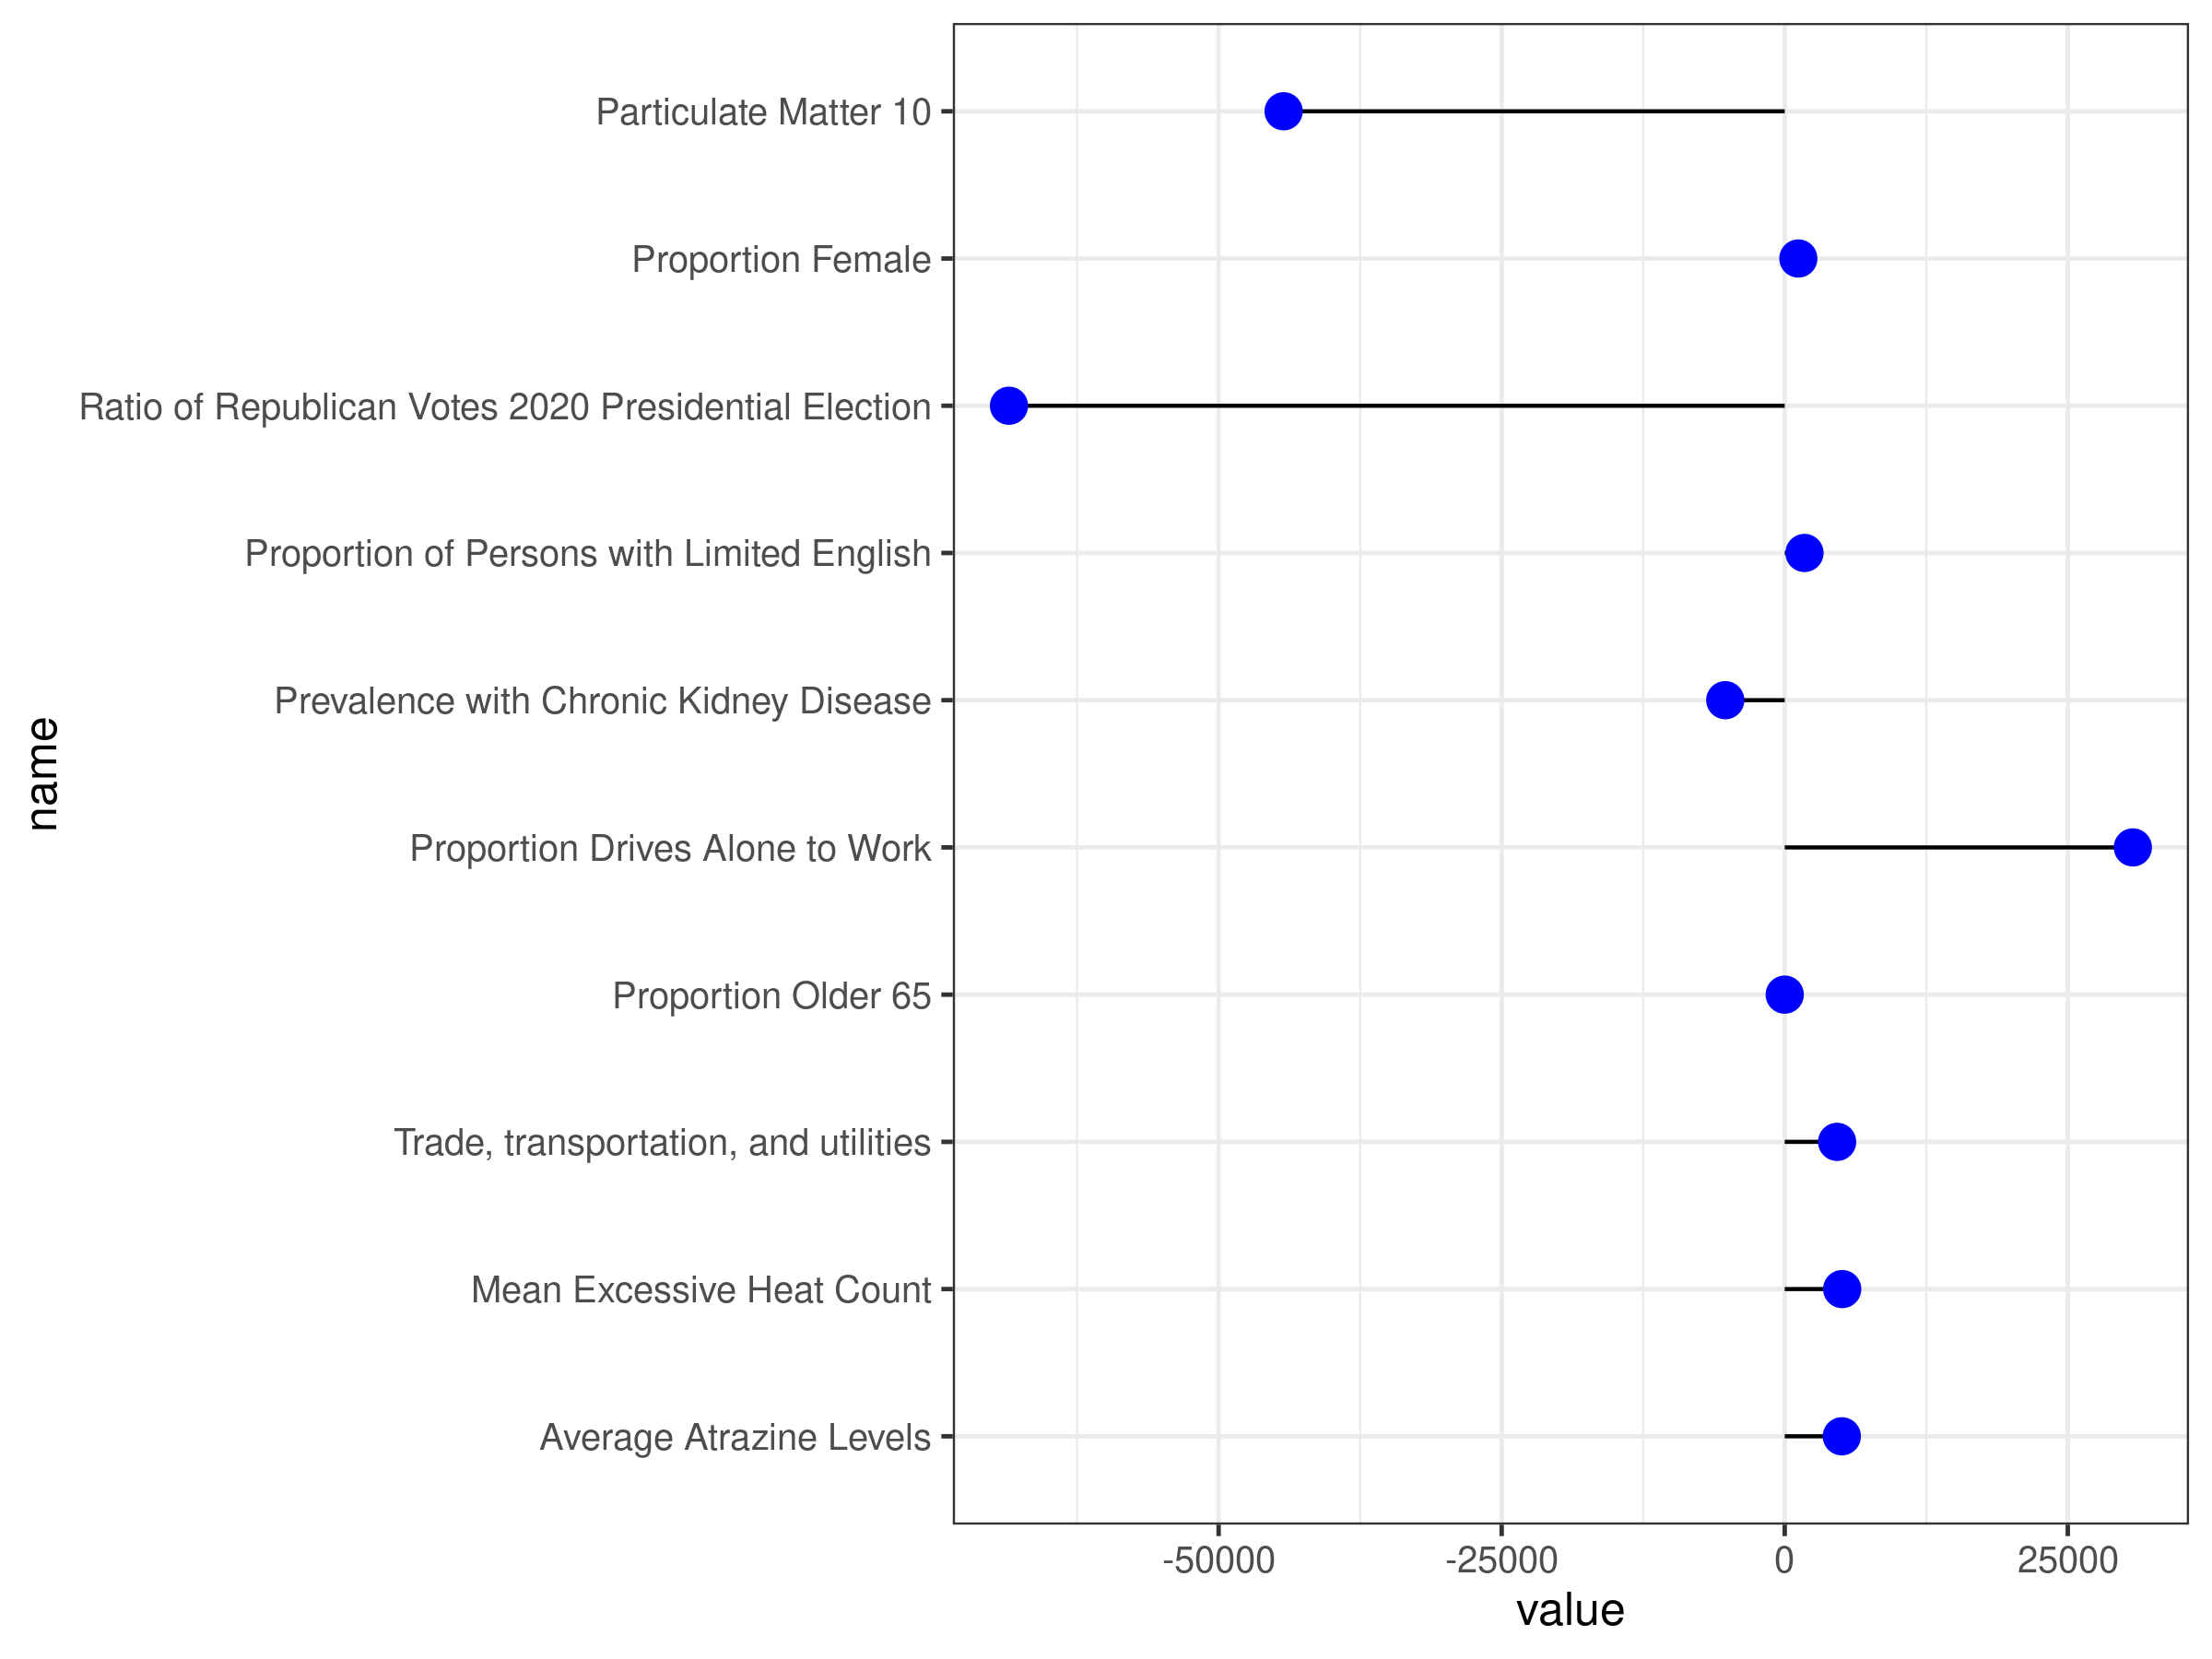 Particulate Matter 10
Proportion Female
Ratio of Republican Votes 2020 Presidential Election
Proportion of Persons with Limited English
Prevalence with Chronic Kidney Disease
Proportion Drives Alone to Work
Proportion Older 65
Trade, transportation, and utilities
Mean Excessive Heat Count
Average Atrazine Levels
name
-50000 -25000 0 25000
value